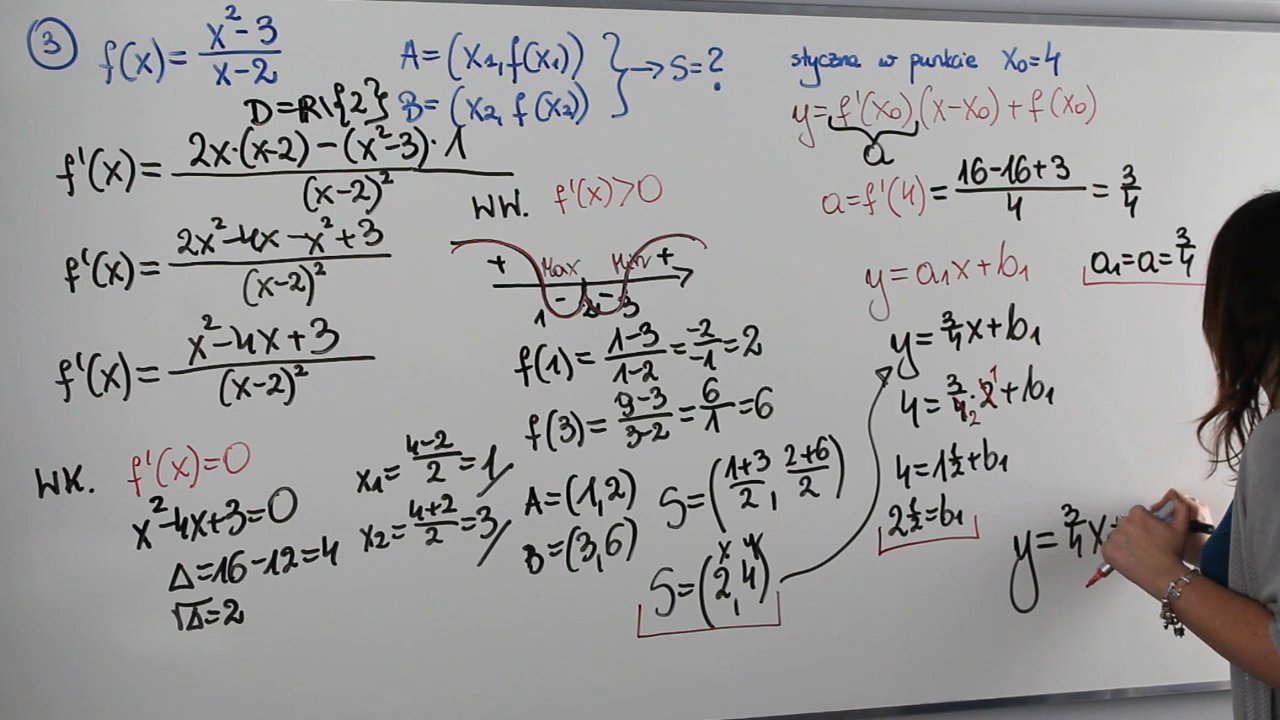 ③ f(x) = (x²-3)/(x-2)
D=ℝ\{2}
A=(x₁,f(x₁))
B=(x₂,f(x₂))
} → S=?
f'(x) = (2x·(x-2) - (x²-3)·1)/(x-2)²
f'(x) = (2x²-4x-x²+3)/(x-2)²
f'(x) = (x²-4x+3)/(x-2)²
WK. f'(x)=0
x²-4x+3=0
Δ=16-12=4
√Δ=2
x₁ = (4-2)/2 = 1
x₂ = (4+2)/2 = 3
WW. f'(x)>0
+ Max Min +
- -
1 2 3
f(1) = (1-3)/(1-2) = -2/-1 = 2
f(3) = (9-3)/(3-2) = 6/1 = 6
A=(1,2)
B=(3,6)
S=((1+3)/2, (2+6)/2)
x y
S=(2,4)
styczna w punkcie x₀=4
y=f'(x₀)(x-x₀)+f(x₀)
a
a=f'(4) = (16-16+3)/4 = 3/4
y=a₁x+b₁
a₁=a=3/4
y=3/4x+b₁
4=3/4·2+b₁
2 1
4=1½+b₁
2½=b₁
y=3/4x